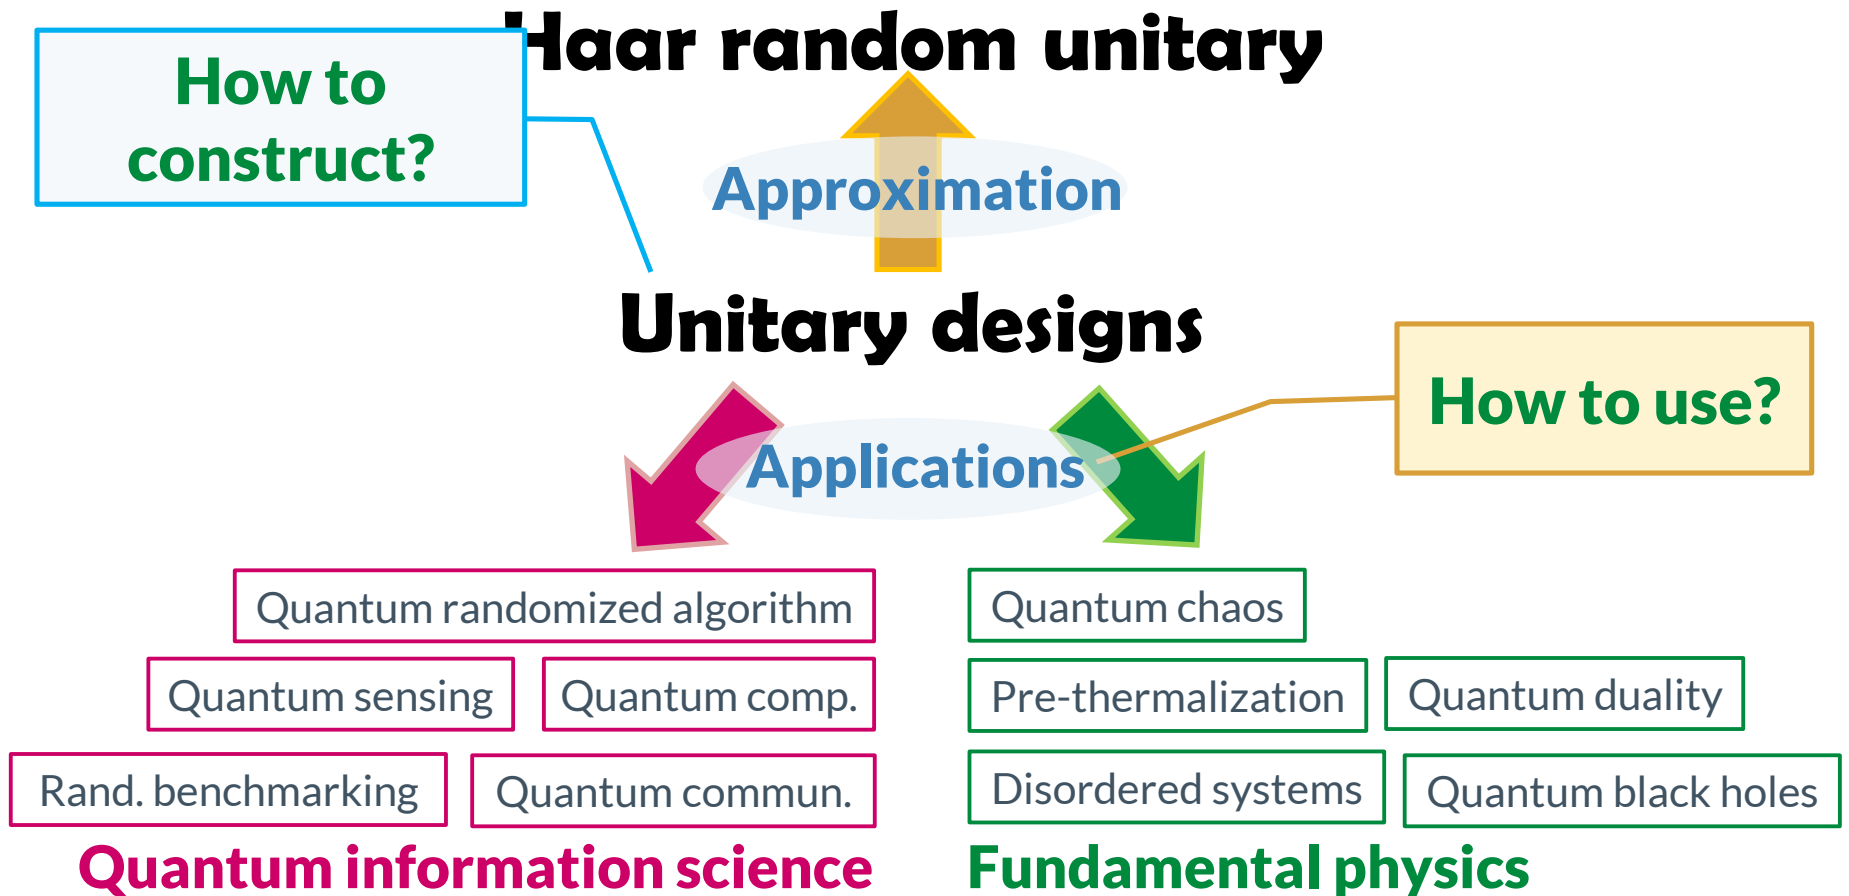 Haar random unitary
How to
construct?
Approximation
Unitary designs
How to use?
Applications
Quantum randomized algorithm
Quantum sensing
Quantum comp.
Rand. benchmarking
Quantum commun.
Quantum information science
Quantum chaos
Pre-thermalization
Quantum duality
Disordered systems
Quantum black holes
Fundamental physics